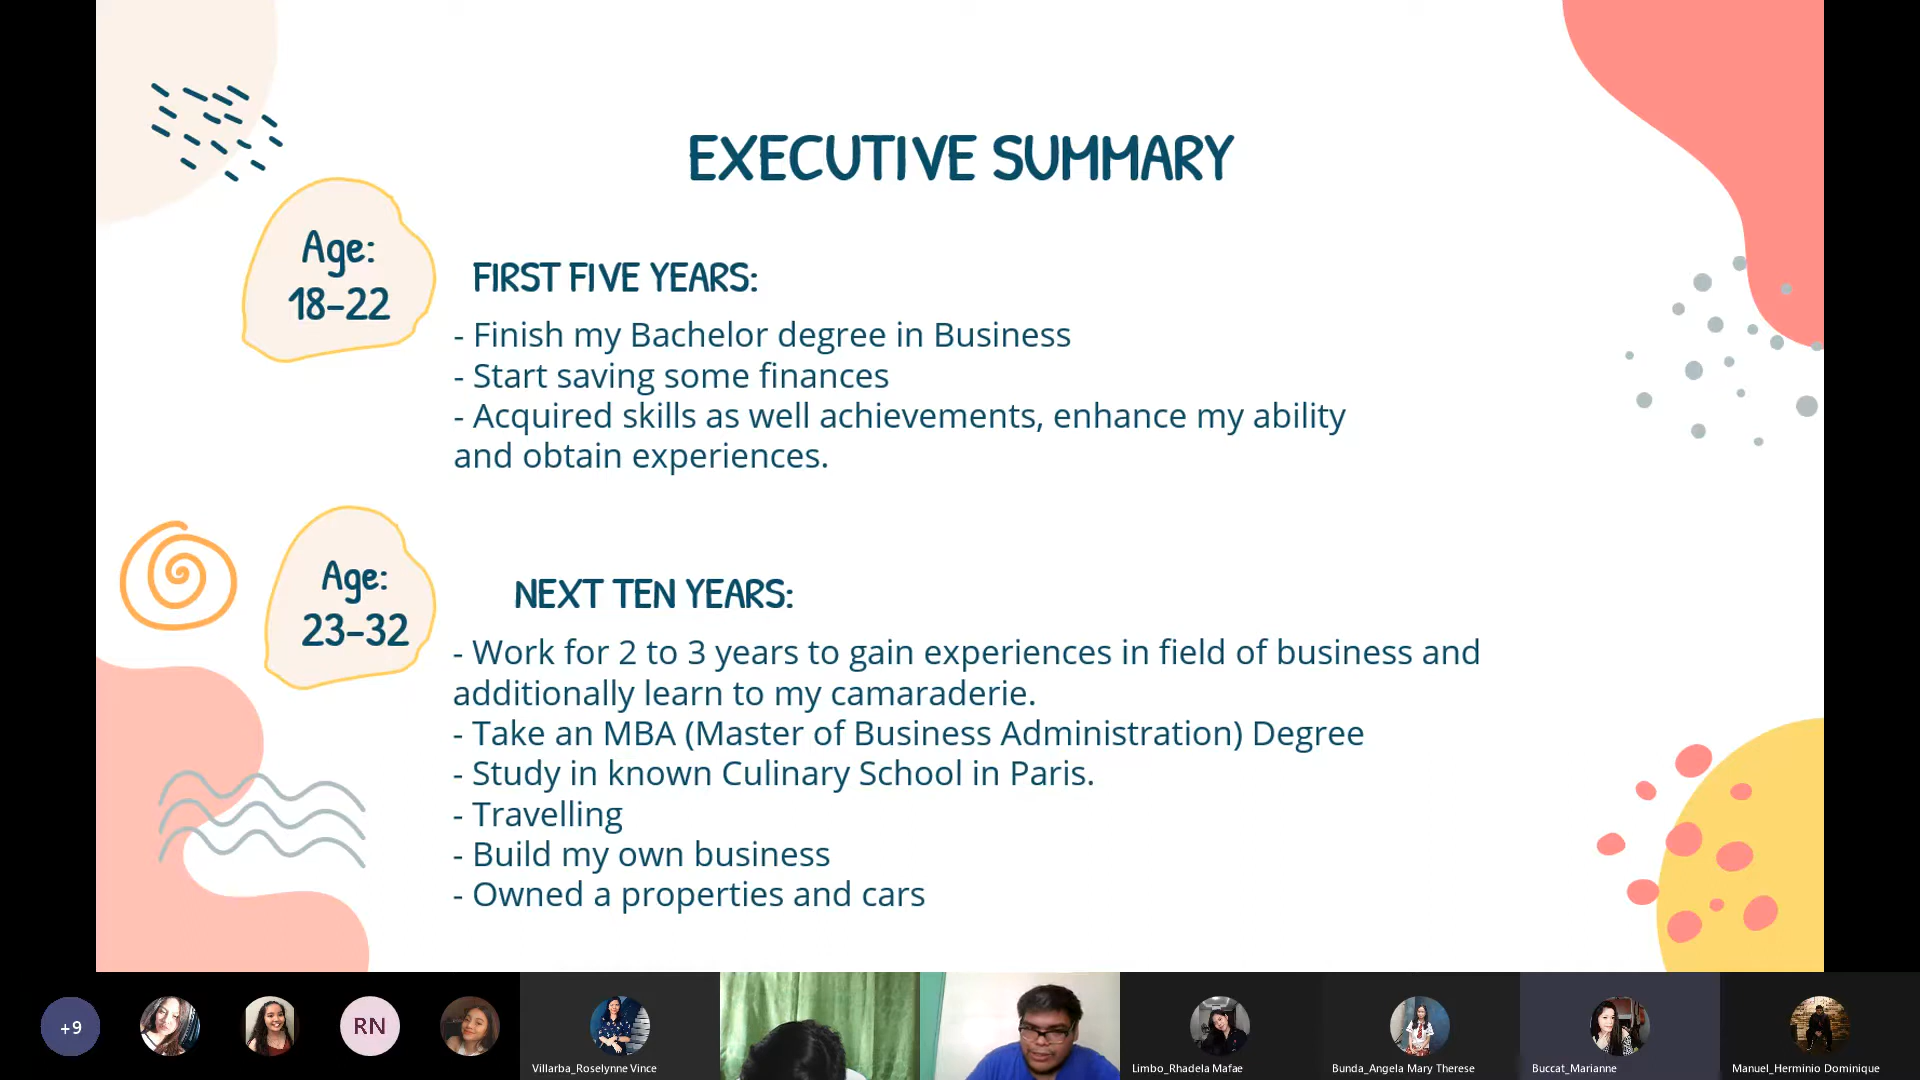 EXECUTIVE SUMMARY
Age:
18-22
FIRST FIVE YEARS:
- Finish my Bachelor degree in Business
- Start saving some finances
- Acquired skills as well achievements, enhance my ability
and obtain experiences.
Age:
23-32
NEXT TEN YEARS:
- Work for 2 to 3 years to gain experiences in field of business and
additionally learn to my camaraderie.
- Take an MBA (Master of Business Administration) Degree
- Study in known Culinary School in Paris.
- Travelling
- Build my own business
- Owned a properties and cars
+9
RN
Villarba_Roselynne Vince
Limbo_Rhadela Mafae
Bunda_Angela Mary Therese
Buccat_Marianne
Manuel_Herminio Dominique